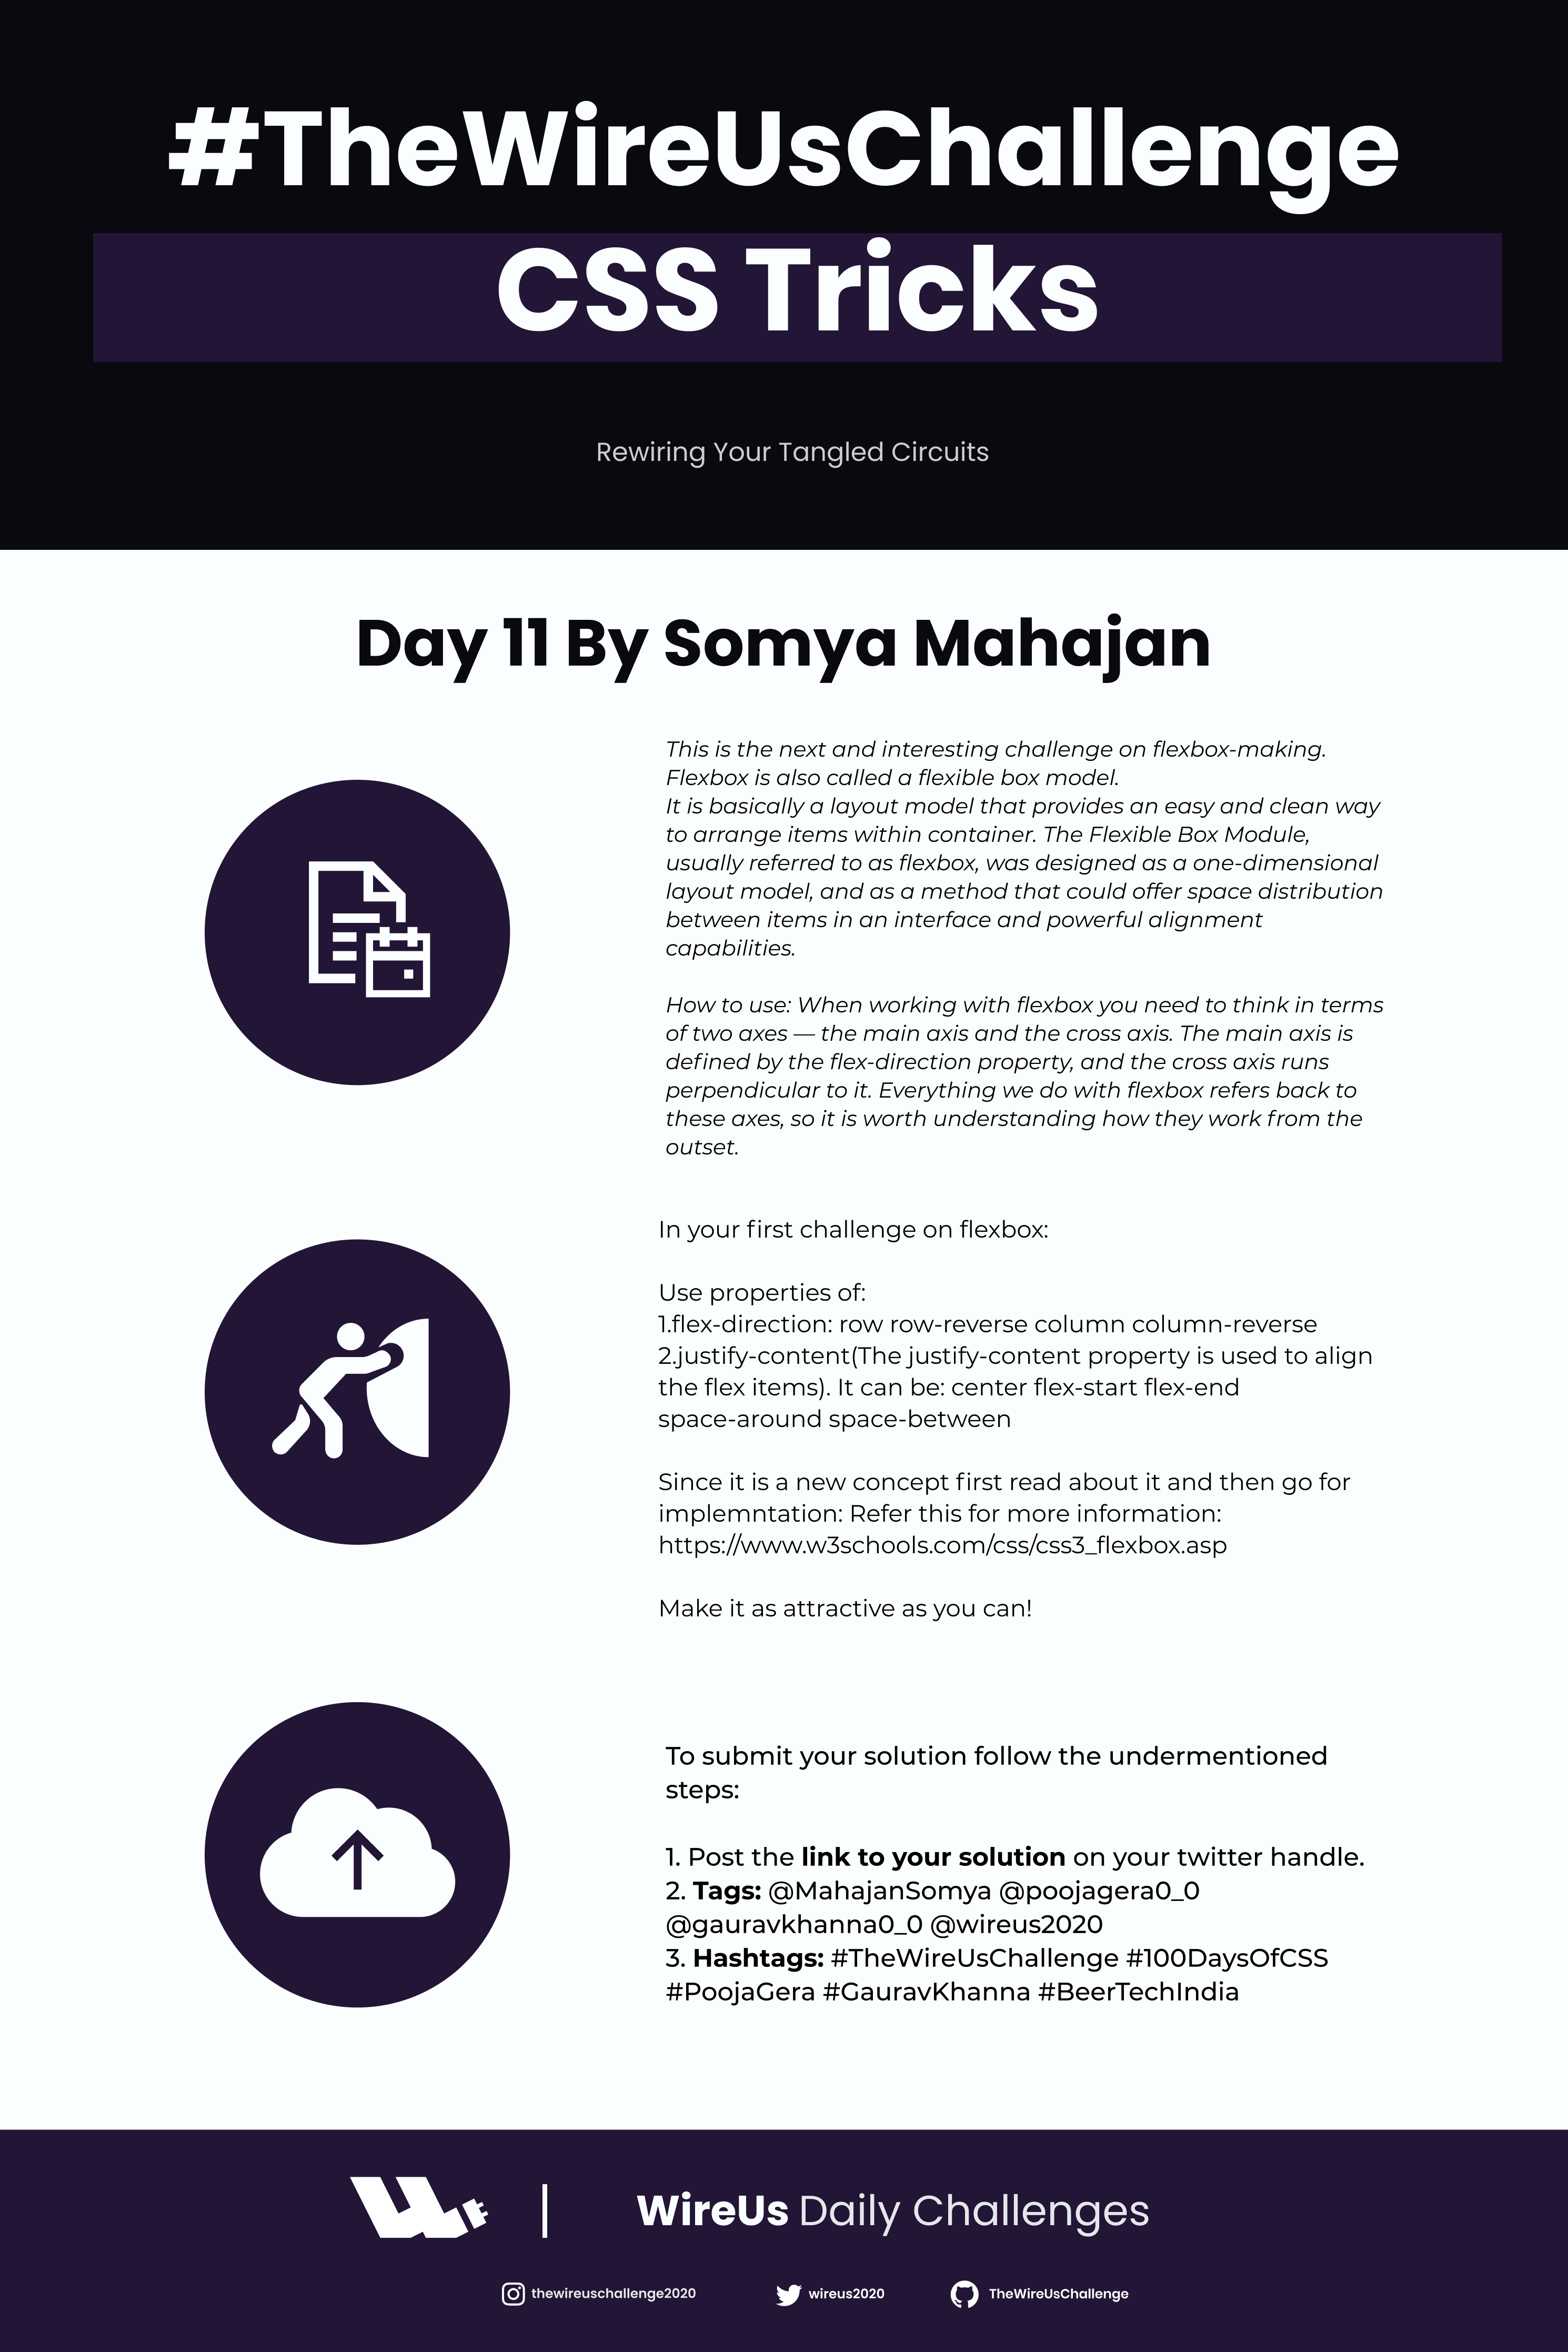 #TheWireUsChallenge
CSS Tricks
Rewiring Your Tangled Circuits
Day 11 By Somya Mahajan
This is the next and interesting challenge on flexbox-making.
Flexbox is also called a flexible box model.
It is basically a layout model that provides an easy and clean way
to arrange items within container. The Flexible Box Module,
usually referred to as flexbox, was designed as a one-dimensional
layout model, and as a method that could offer space distribution
between items in an interface and powerful alignment
capabilities.
How to use: When working with flexbox you need to think in terms
of two axes — the main axis and the cross axis. The main axis is
defined by the flex-direction property, and the cross axis runs
perpendicular to it. Everything we do with flexbox refers back to
these axes, so it is worth understanding how they work from the
outset.
In your first challenge on flexbox:
Use properties of:
1.flex-direction: row row-reverse column column-reverse
2.justify-content(The justify-content property is used to align
the flex items). It can be: center flex-start flex-end
space-around space-between
Since it is a new concept first read about it and then go for
implemntation: Refer this for more information:
https://www.w3schools.com/css/css3_flexbox.asp
Make it as attractive as you can!
To submit your solution follow the undermentioned
steps:
1. Post the link to your solution on your twitter handle.
2. Tags: @MahajanSomya @poojagera0_0
@gauravkhanna0_0 @wireus2020
3. Hashtags: #TheWireUsChallenge #100DaysOfCSS
#PoojaGera #GauravKhanna #BeerTechIndia
WireUs Daily Challenges
thewireuschallenge2020 wireus2020 TheWireUsChallenge